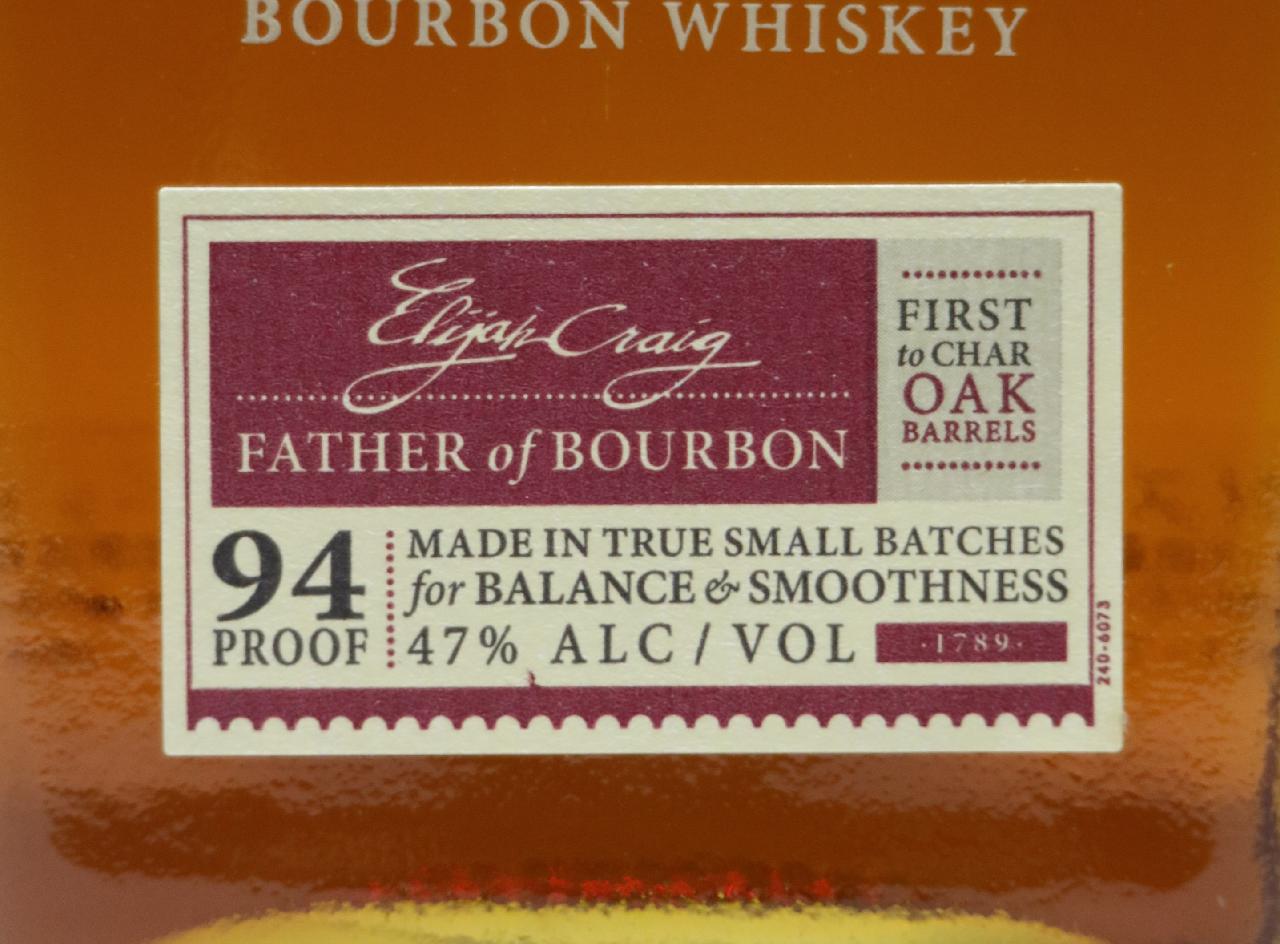 BOURBON WHISKEY
Elijah Craig
FATHER of BOURBON
FIRST
to CHAR
OAK
BARRELS
94
PROOF
MADE IN TRUE SMALL BATCHES
for BALANCE & SMOOTHNESS
47% ALC / VOL
·1789·
240-6073